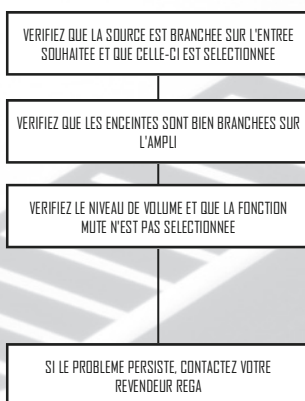 VERIFIEZ QUE LA SOURCE EST BRANCHEE SUR L'ENTREE
SOUHAITEE ET QUE CELLE-CI EST SELECTIONNEE
VERIFIEZ QUE LES ENCEINTES SONT BIEN BRANCHEES SUR
L'AMPLI
VERIFIEZ LE NIVEAU DE VOLUME ET QUE LA FONCTION
MUTE N'EST PAS SELECTIONNEE
SI LE PROBLEME PERSISTE, CONTACTEZ VOTRE
REVENDEUR REGA